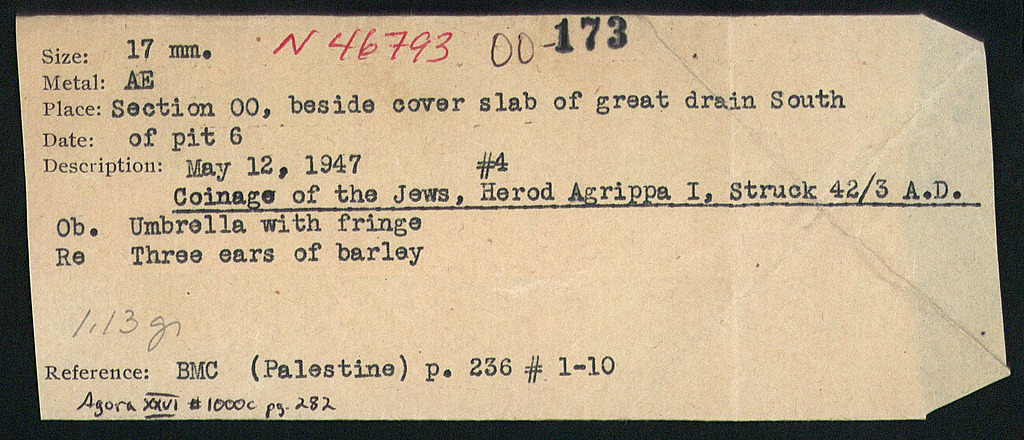 Size: 17 mm. N 46793 OO-173
Metal: AE
Place: Section OO, beside cover slab of great drain South
Date: of pit 6
Description: May 12, 1947 #4
Coinage of the Jews, Herod Agrippa I, Struck 42/3 A.D.
Ob. Umbrella with fringe
Re Three ears of barley
1.13 gr
Reference: BMC (Palestine) p. 236 # 1-10
Agora XXVI #1000c pg. 282